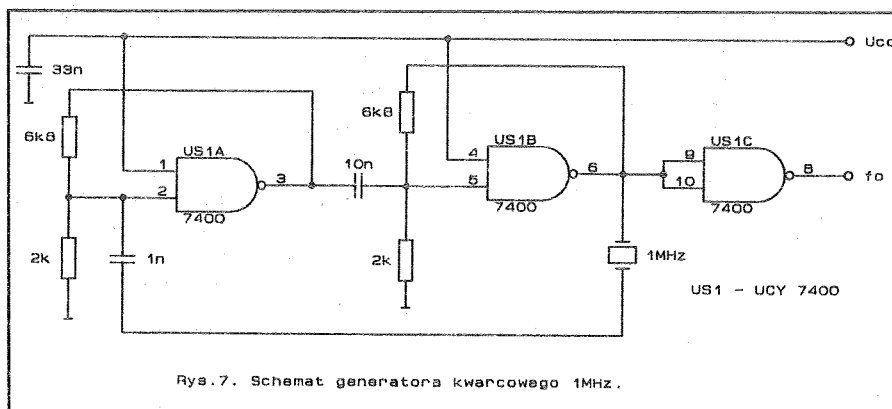 Ucc
33n
6k8
US1A
1
2
3
7400
2k
1n
10n
6k8
US1B
4
5
6
7400
2k
US1C
9
10
8
7400
fo
1MHz
US1 - UCY 7400
Rys.7. Schemat generatora kwarcowego 1MHz.